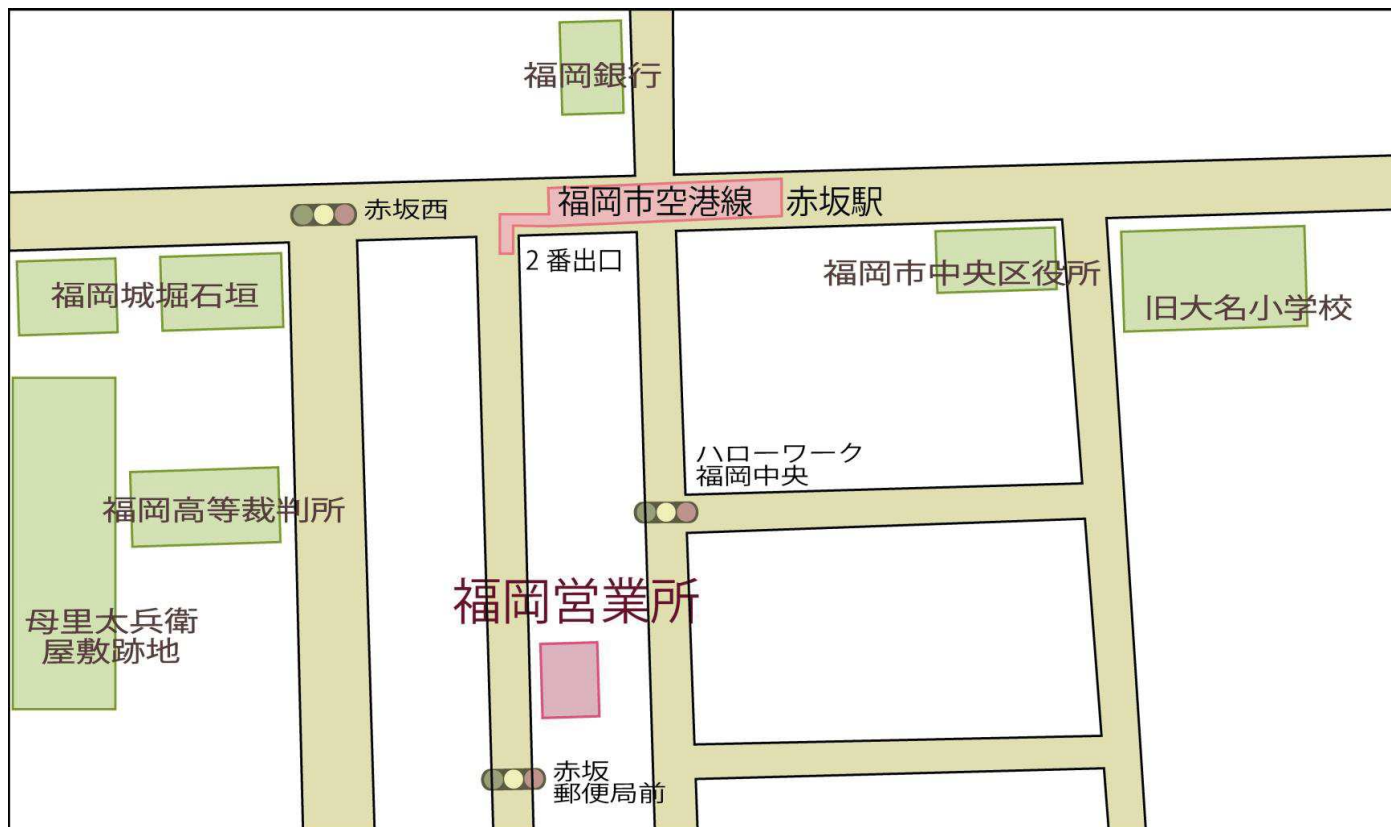 福岡銀行
福岡市空港線
赤坂駅
赤坂西
2番出口
福岡城堀石垣
福岡市中央区役所
旧大名小学校
ハローワーク
福岡中央
福岡高等裁判所
福岡営業所
母里太兵衛
屋敷跡地
赤坂
郵便局前